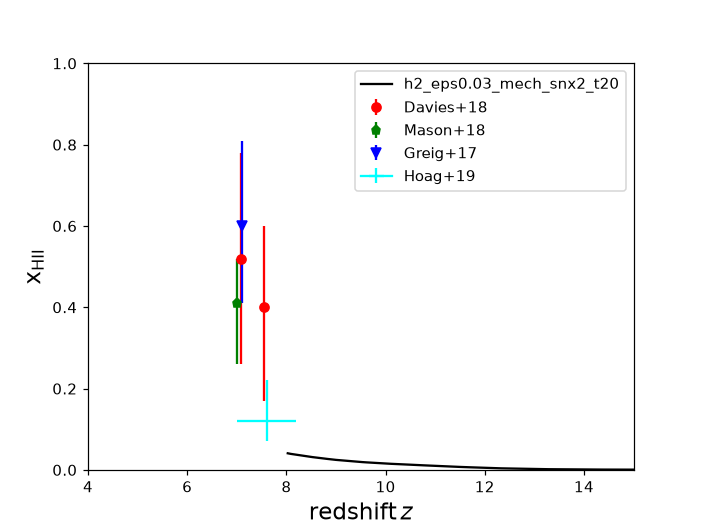 1.0
0.8
0.6
0.4
0.2
0.0
xHII
h2_eps0.03_mech_snx2_t20
Davies+18
Mason+18
Greig+17
Hoag+19
4 6 8 10 12 14
redshift z